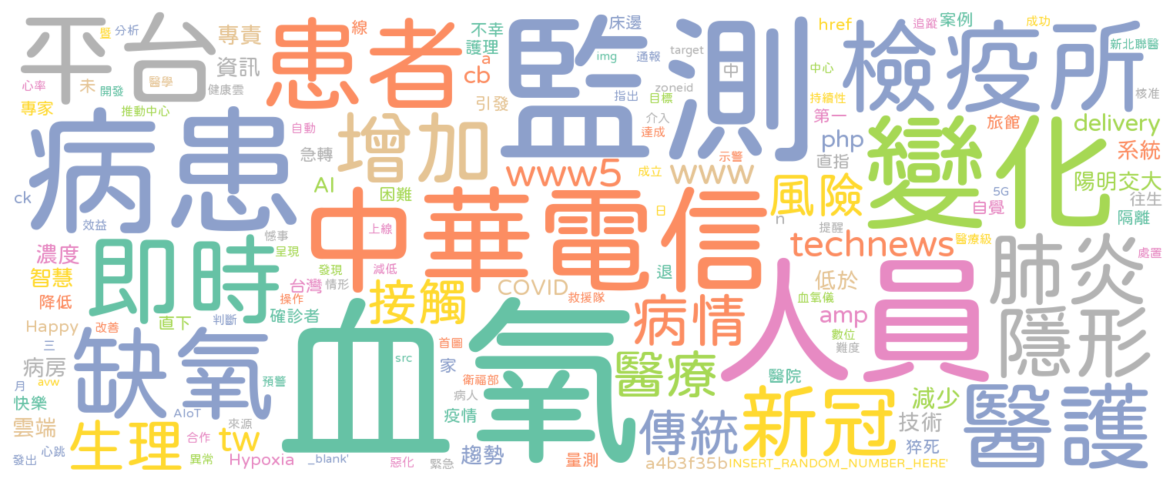 平台
暨
分析
專責
線
患者
不幸
護理
a
cb
監測
床邊
img
通報
target
中
zoneid
href
追蹤
案例
成功
新北聯醫
檢疫所
心率
未
醫學
資訊
開發
健康雲
引發
指出
目標
介入
中心
持續性
核准
專家
推動中心
自動
增加
達成
第一
旅館
delivery
病患
急轉
示警
php
變化
系統
AI
困難
www5
成立
www
直指
風險
5G
陽明交大
往生
ck
效益
中華電信
日
n
自覺
隔離
憾事
上線
提醒
濃度
呈現
technews
醫療級
肺炎
處置
即時
智慧
台灣
發現
減低
情形
退
低於
COVID
救援隊
人員
血氧儀
降低
操作
接觸
病情
amp
隱形
Happy
改善
直下
判斷
確診者
數位
三
缺氧
血氧
首圖
難度
病房
src
家
醫療
月
avw
預警
衛福部
醫院
快樂
病人
減少
醫護
AIoT
疫情
新冠
雲端
來源
傳統
技術
生理
合作
tw
猝死
心跳
趨勢
發出
異常
Hypoxia
_blank'
惡化
緊急
量測
a4b3f35b
INSERT_RANDOM_NUMBER_HERE'